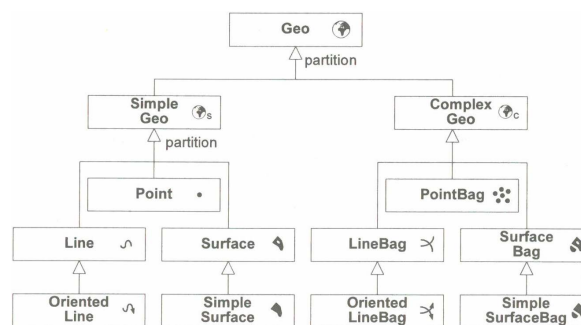 Geo
partition
Simple
Geo
s
Complex
Geo
c
partition
Point
PointBag
Line
Surface
LineBag
Surface
Bag
Oriented
Line
Simple
Surface
Oriented
LineBag
Simple
SurfaceBag